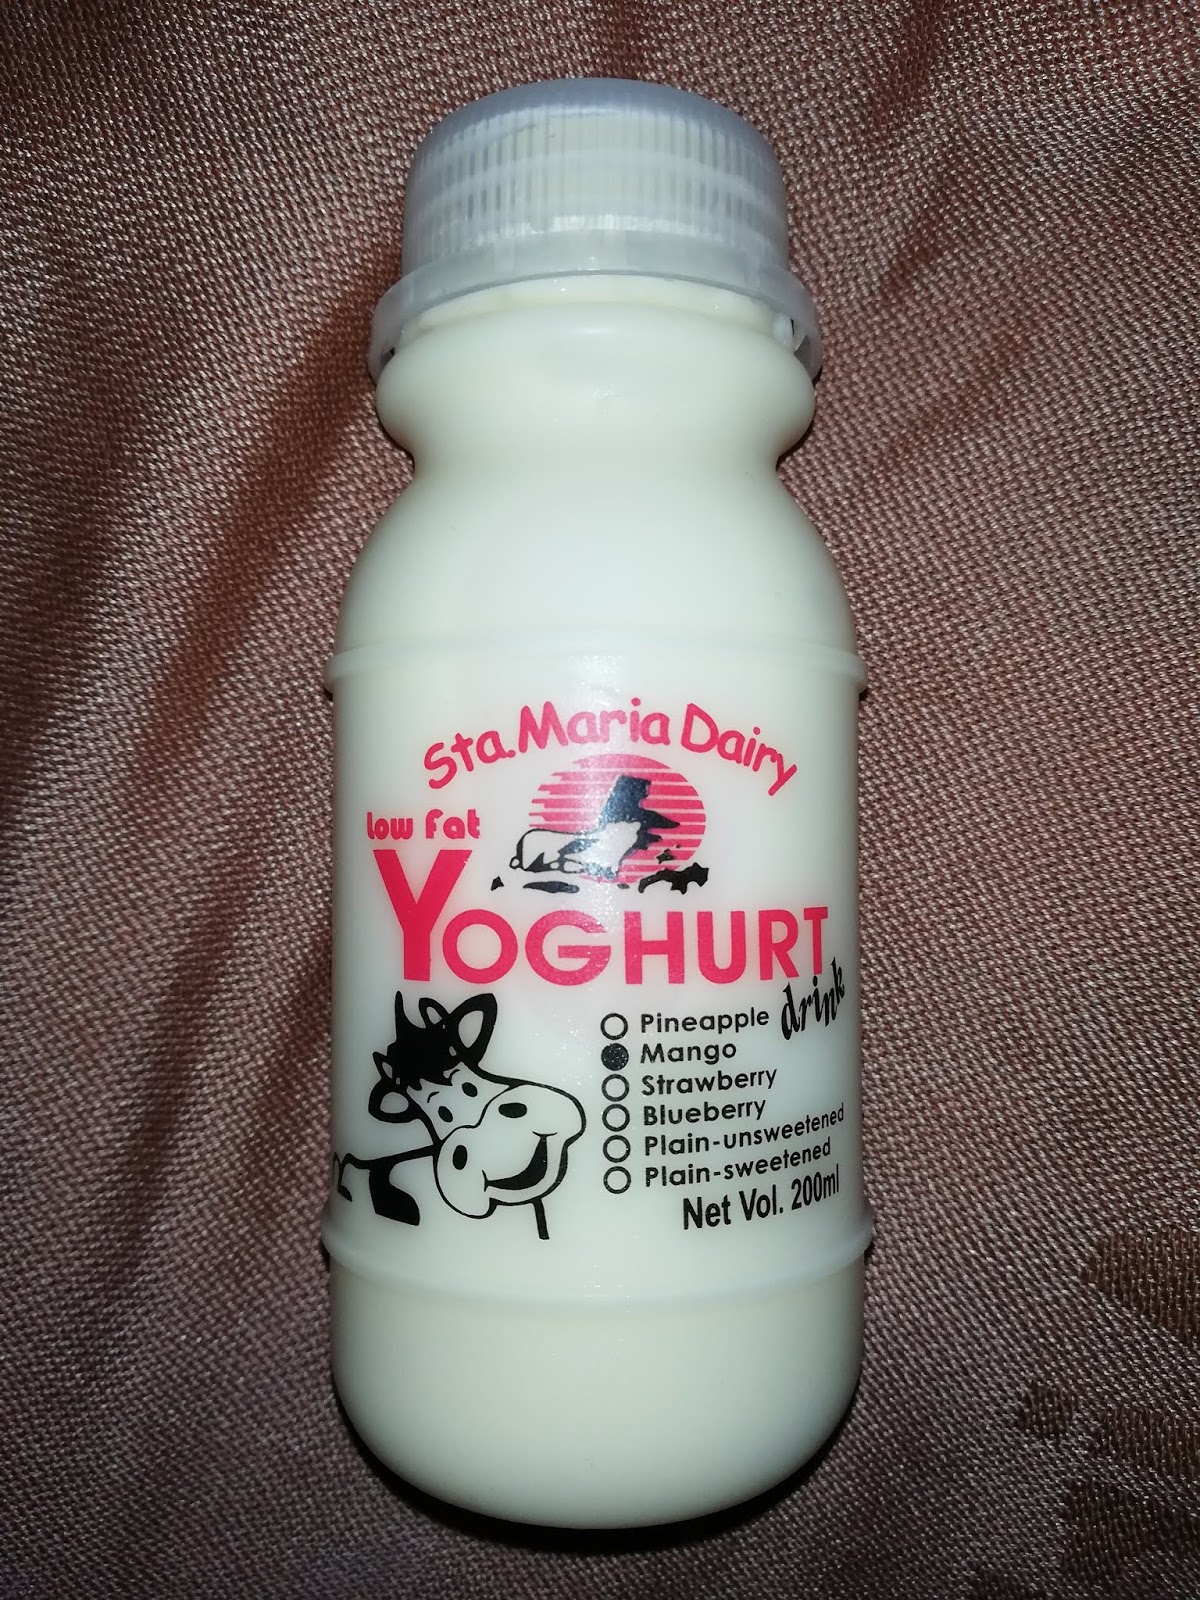 Sta. Maria Dairy
Low Fat
YOGHURT
drink
Pineapple
Mango
Strawberry
Blueberry
Plain-unsweetened
Plain-sweetened
Net Vol. 200ml